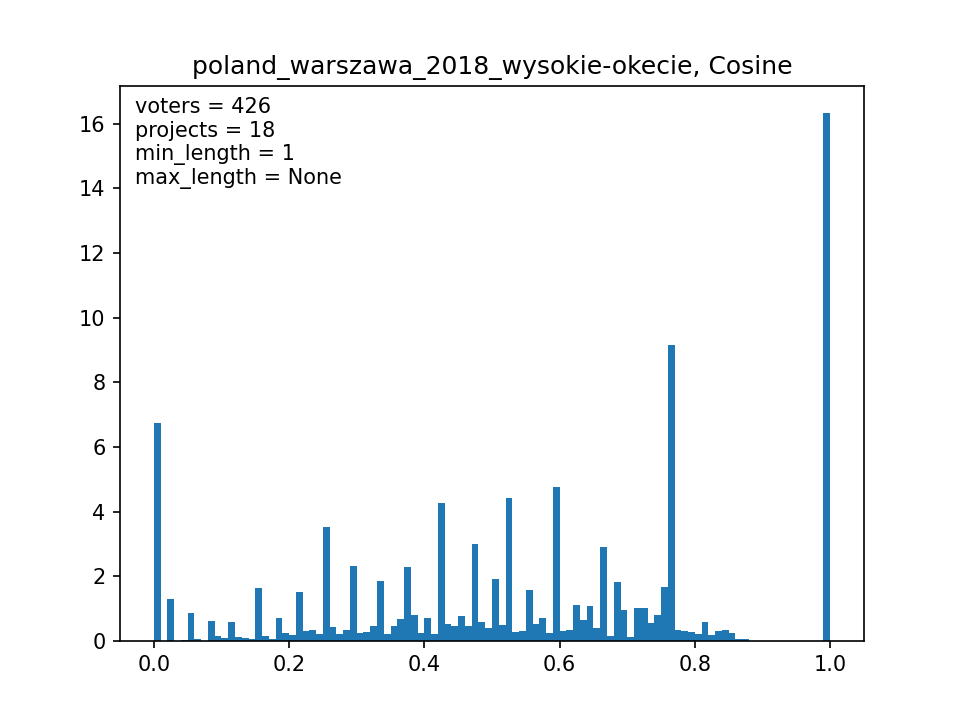 poland_warszawa_2018_wysokie-okecie, Cosine
voters = 426
projects = 18
min_length = 1
max_length = None
16
14
12
10
8
6
4
2
0
0.0 0.2 0.4 0.6 0.8 1.0